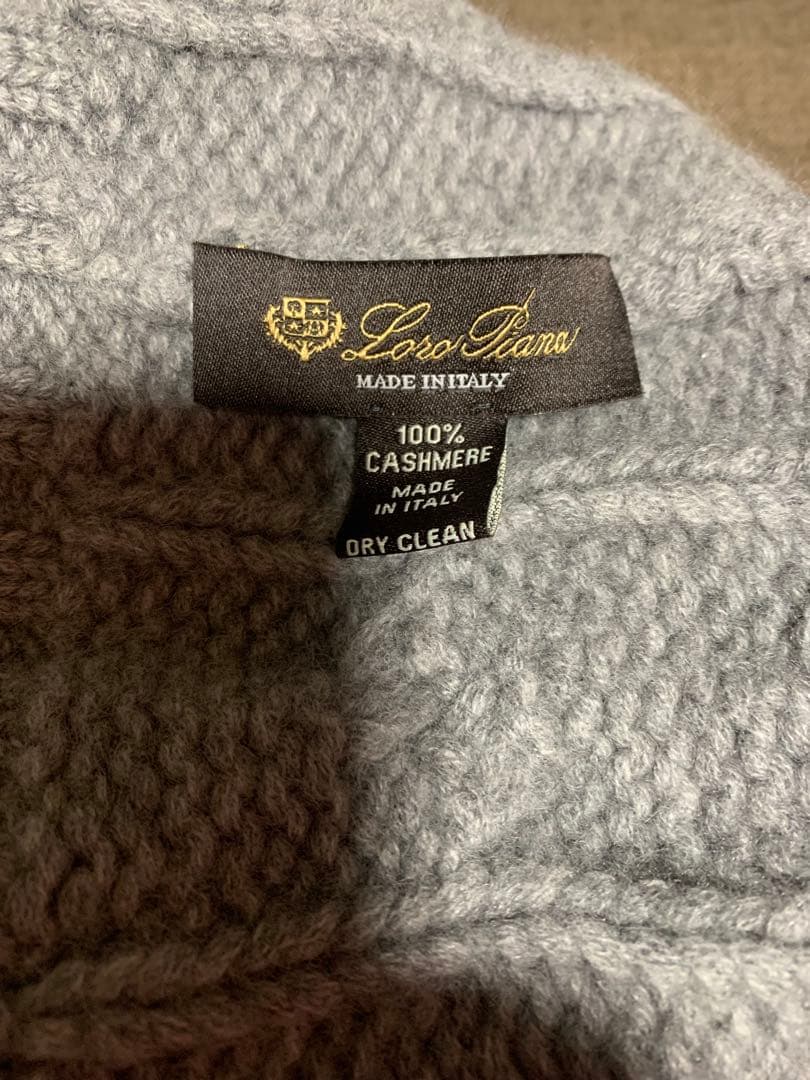 Loro Piana
MADE IN ITALY
100%
CASHMERE
MADE
IN ITALY
DRY CLEAN